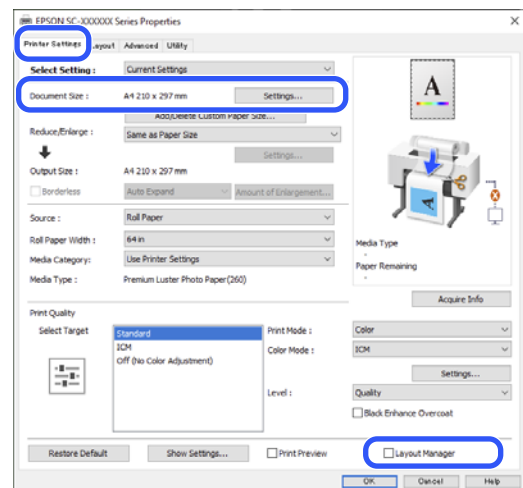 EPSON SC-XXXXXX Series Properties
Printer Settings Layout Advanced Utility
Select Setting : Current Settings
Document Size : A4 210 x 297 mm Settings...
Add/Delete Custom Paper Size...
Reduce/Enlarge : Same as Paper Size
Settings...
Output Size : A4 210 x 297 mm
Borderless Auto Expand Amount of Enlargement...
Source : Roll Paper
Roll Paper Width : 64 in
Media Category: Use Printer Settings
Media Type : Premium Luster Photo Paper(260)
A
Media Type
-
Paper Remaining
-
Acquire Info
Print Quality
Select Target
Standard
ICM
Off (No Color Adjustment)
Print Mode : Color
Color Mode : ICM
Settings...
Level : Quality
Black Enhance Overcoat
Restore Default Show Settings... Print Preview Layout Manager
OK Cancel Help